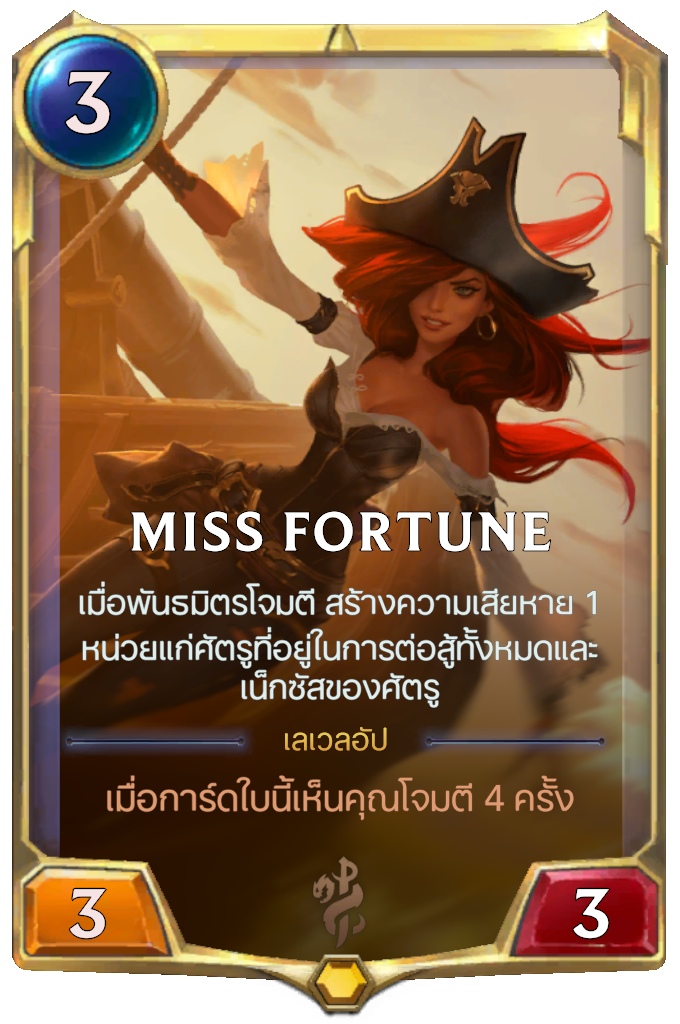 3
MISS FORTUNE
เมื่อพันธมิตรโจมตี สร้างความเสียหาย 1
หน่วยแก่ศัตรูที่อยู่ในการต่อสู้ทั้งหมดและ
เน็กซัสของศัตรู
เลเวลอัป
เมื่อการ์ดใบนี้เห็นคุณโจมตี 4 ครั้ง
3
3